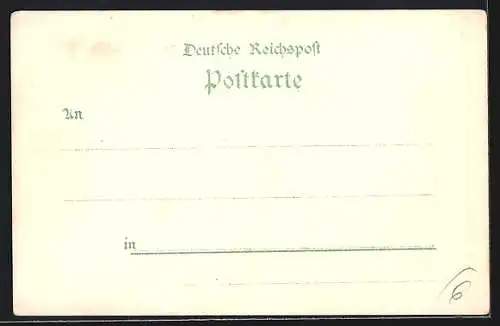 Deutsche Reichspost
Postkarte
An
in
6